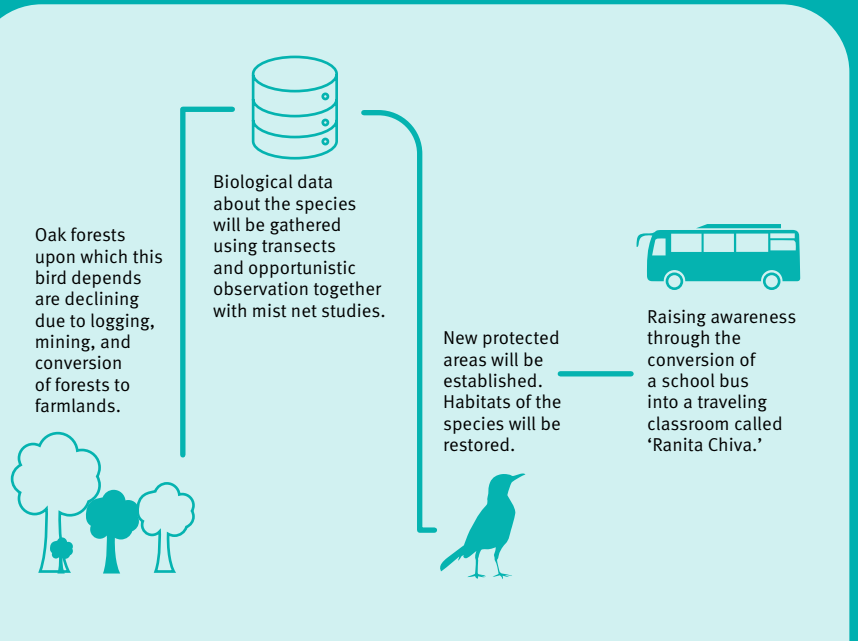 Oak forests
upon which this
bird depends
are declining
due to logging,
mining, and
conversion
of forests to
farmlands.
Biological data
about the species
will be gathered
using transects
and opportunistic
observation together
with mist net studies.
New protected
areas will be
established.
Habitats of the
species will be
restored.
Raising awareness
through the
conversion of
a school bus
into a traveling
classroom called
‘Ranita Chiva.’